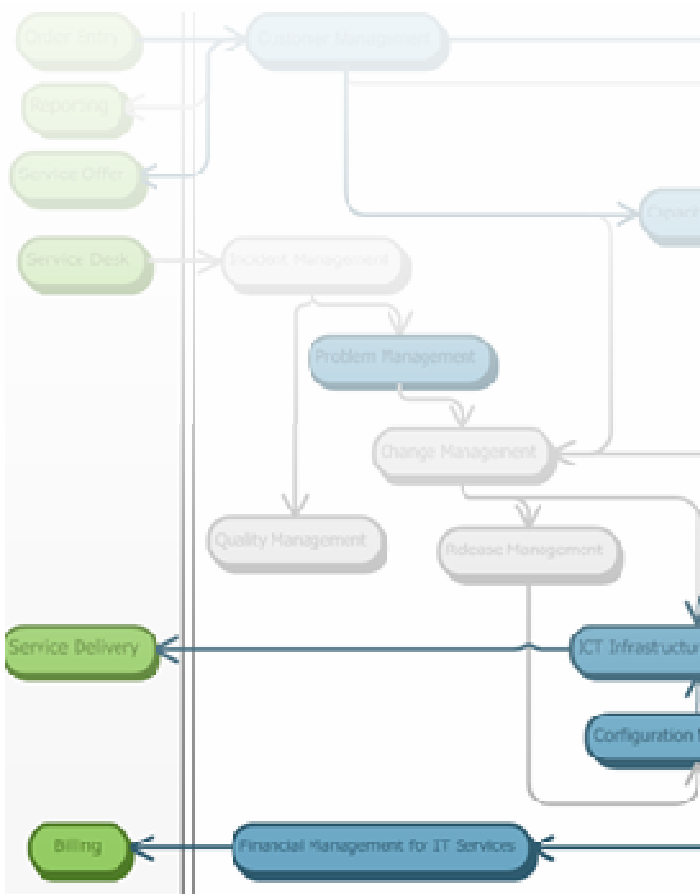 Order Entry
Customer Management
Reporting
Service Offer
Capacit
Service Desk
Incident Management
Problem Management
Change Management
Quality Management
Release Management
Service Delivery
ICT Infrastructur
Configuration M
Billing
Financial Management for IT Services